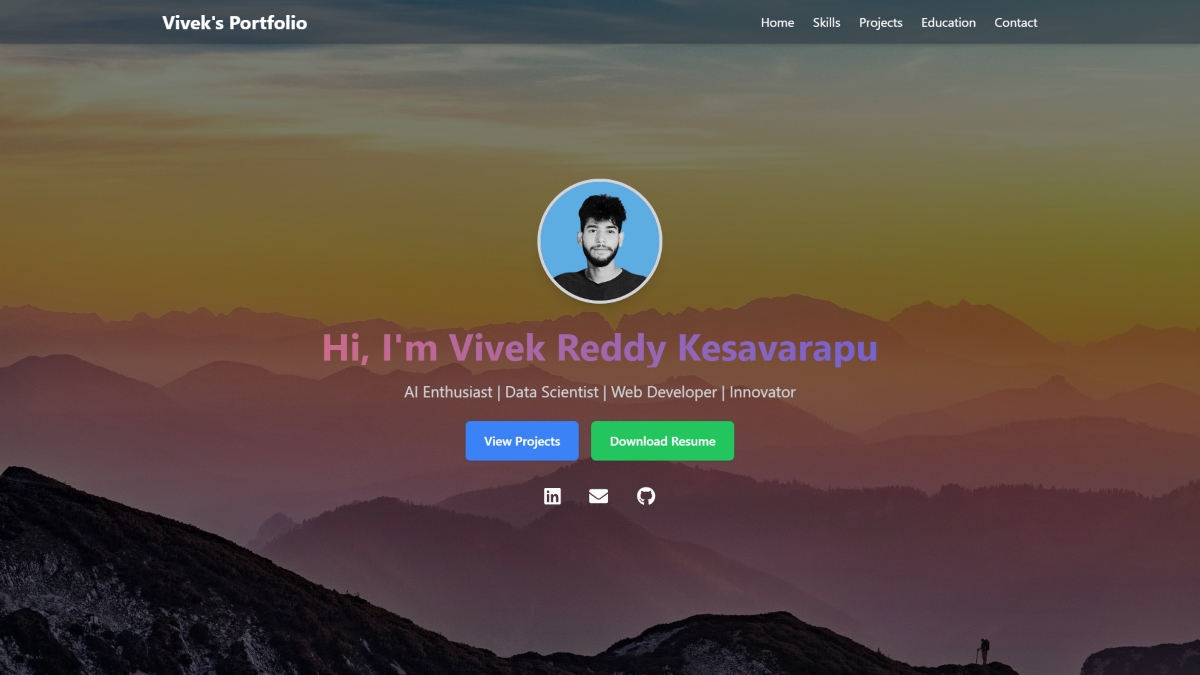 Vivek's Portfolio
Home Skills Projects Education Contact
Hi, I'm Vivek Reddy Kesavarapu
AI Enthusiast | Data Scientist | Web Developer | Innovator
View Projects Download Resume
in